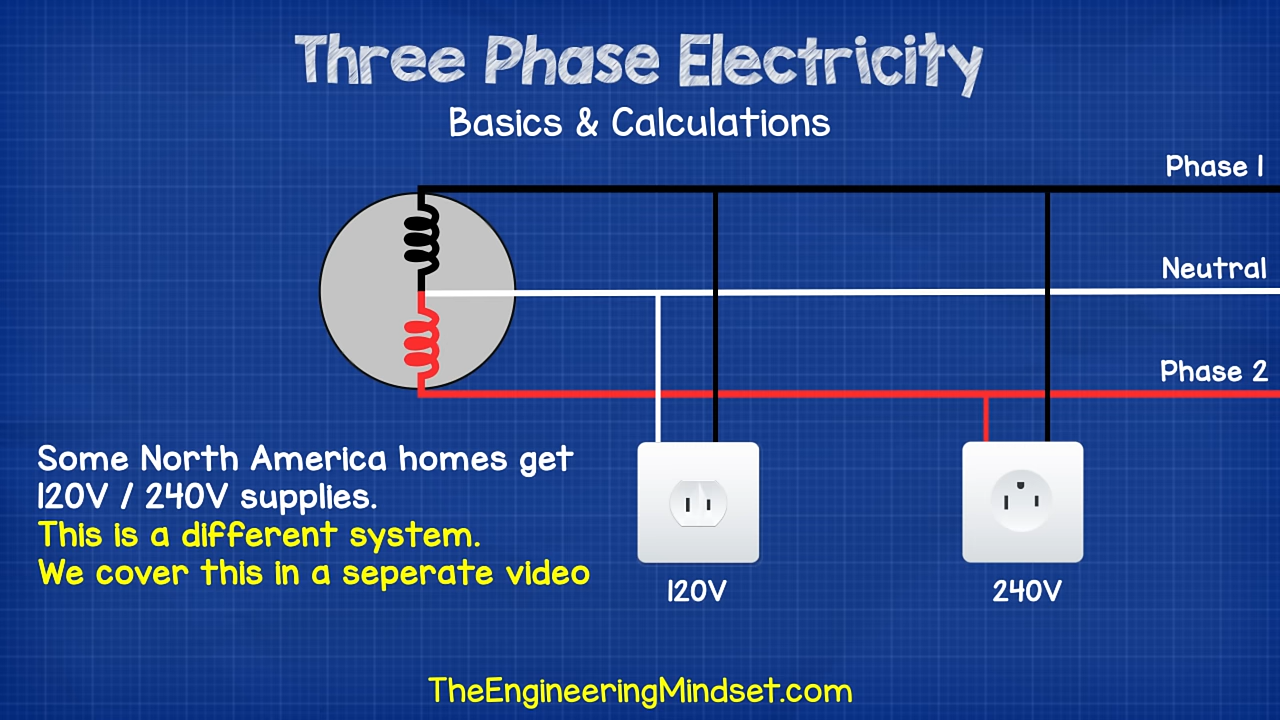 Three Phase Electricity
Basics & Calculations
Phase 1
Neutral
Phase 2
Some North America homes get
120V / 240V supplies.
This is a different system.
We cover this in a seperate video
120V
240V
TheEngineeringMindset.com